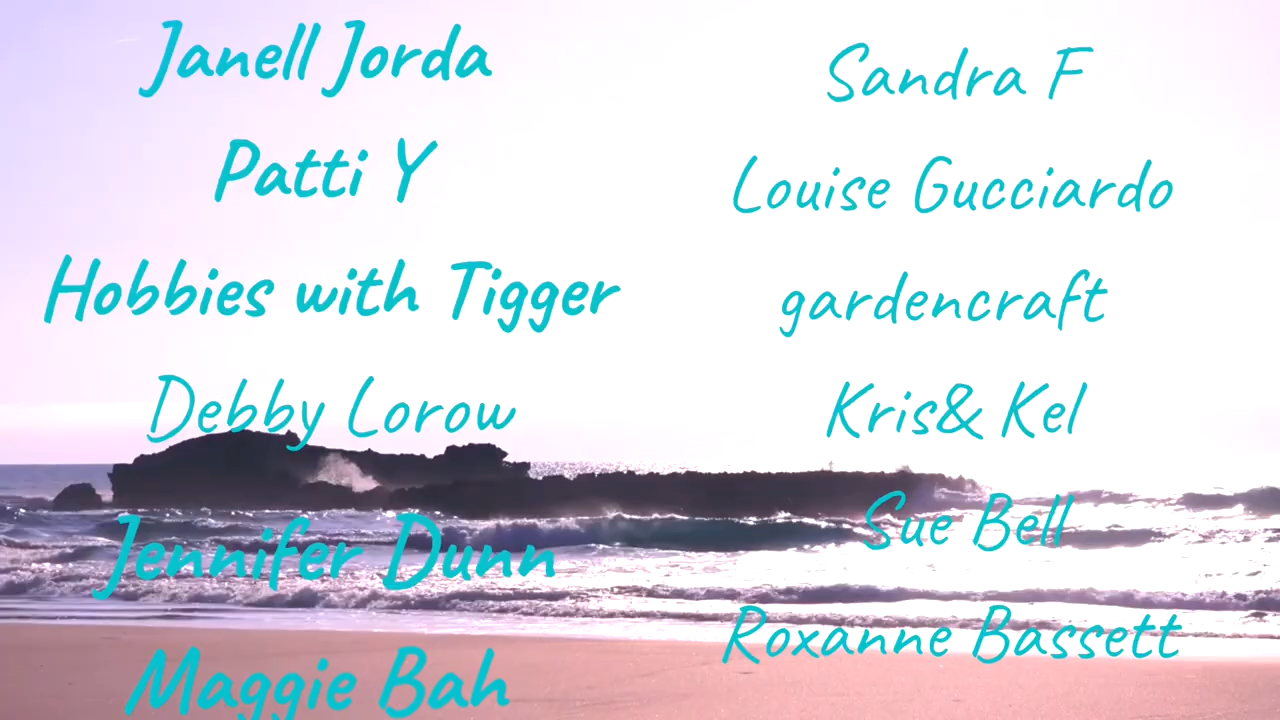 Janell Jorda
Patti Y
Hobbies with Tigger
Debby Lorow
Jennifer Dunn
Maggie Bah
Sandra F
Louise Gucciardo
gardencraft
Kris& Kel
Sue Bell
Roxanne Bassett